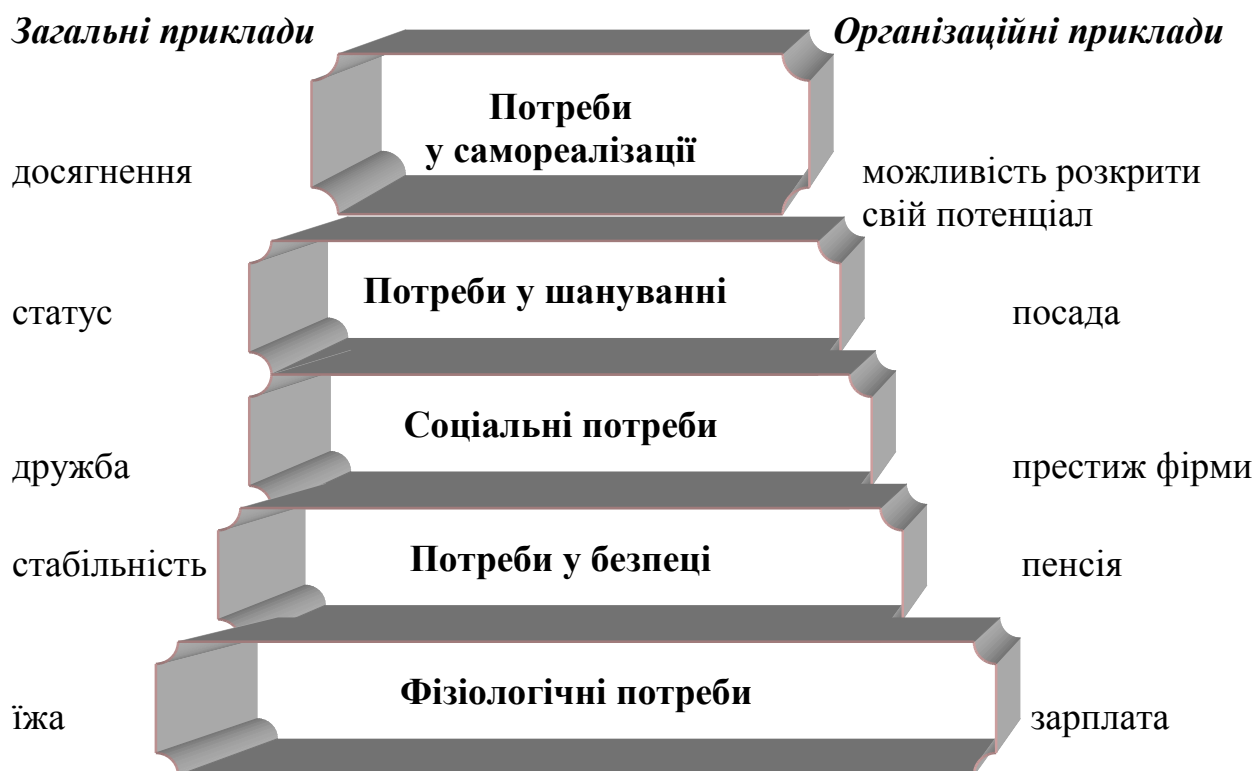 Загальні приклади
Організаційні приклади
Потреби
у самореалізації
досягнення
можливість розкрити
свій потенціал
Потреби у шануванні
статус
посада
Соціальні потреби
дружба
престиж фірми
Потреби у безпеці
стабільність
пенсія
Фізіологічні потреби
їжа
зарплата